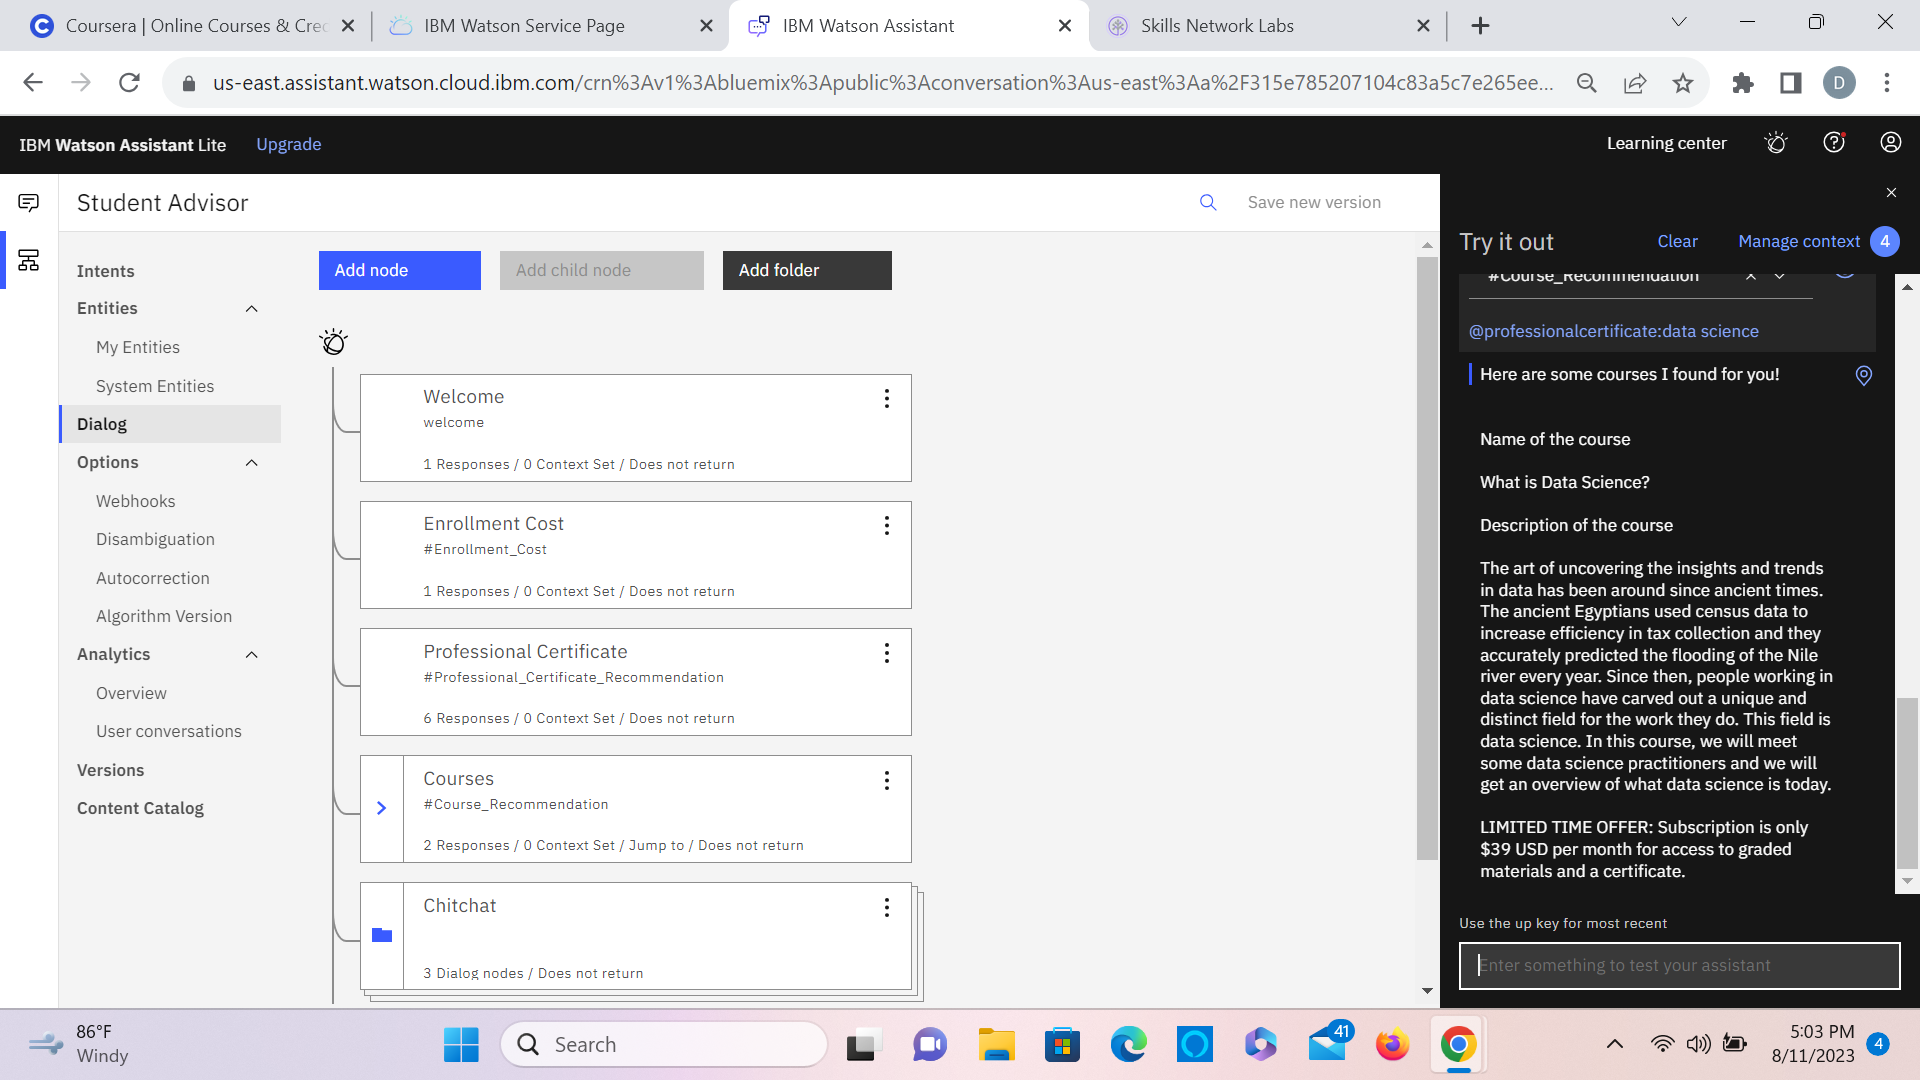 Coursera | Online Courses & Cre
IBM Watson Service Page
IBM Watson Assistant
Skills Network Labs
us-east.assistant.watson.cloud.ibm.com/crn%3Av1%3Abluemix%3Apublic%3Aconversation%3Aus-east%3Aa%2F315e785207104c83a5c7e265ee...
D
IBM Watson Assistant Lite
Upgrade
Learning center
Student Advisor
Save new version
Intents
Entities
My Entities
System Entities
Dialog
Options
Webhooks
Disambiguation
Autocorrection
Algorithm Version
Analytics
Overview
User conversations
Versions
Content Catalog
Add node
Add child node
Add folder
Welcome
welcome
1 Responses / 0 Context Set / Does not return
Enrollment Cost
#Enrollment_Cost
1 Responses / 0 Context Set / Does not return
Professional Certificate
#Professional_Certificate_Recommendation
6 Responses / 0 Context Set / Does not return
Courses
#Course_Recommendation
2 Responses / 0 Context Set / Jump to / Does not return
Chitchat
3 Dialog nodes / Does not return
Try it out
Clear
Manage context 4
#Course_Recommendation
@professionalcertificate:data science
Here are some courses I found for you!
Name of the course
What is Data Science?
Description of the course
The art of uncovering the insights and trends
in data has been around since ancient times.
The ancient Egyptians used census data to
increase efficiency in tax collection and they
accurately predicted the flooding of the Nile
river every year. Since then, people working in
data science have carved out a unique and
distinct field for the work they do. This field is
data science. In this course, we will meet
some data science practitioners and we will
get an overview of what data science is today.
LIMITED TIME OFFER: Subscription is only
$39 USD per month for access to graded
materials and a certificate.
Use the up key for most recent
Enter something to test your assistant
86°F
Windy
Search
41
5:03 PM
8/11/2023
4